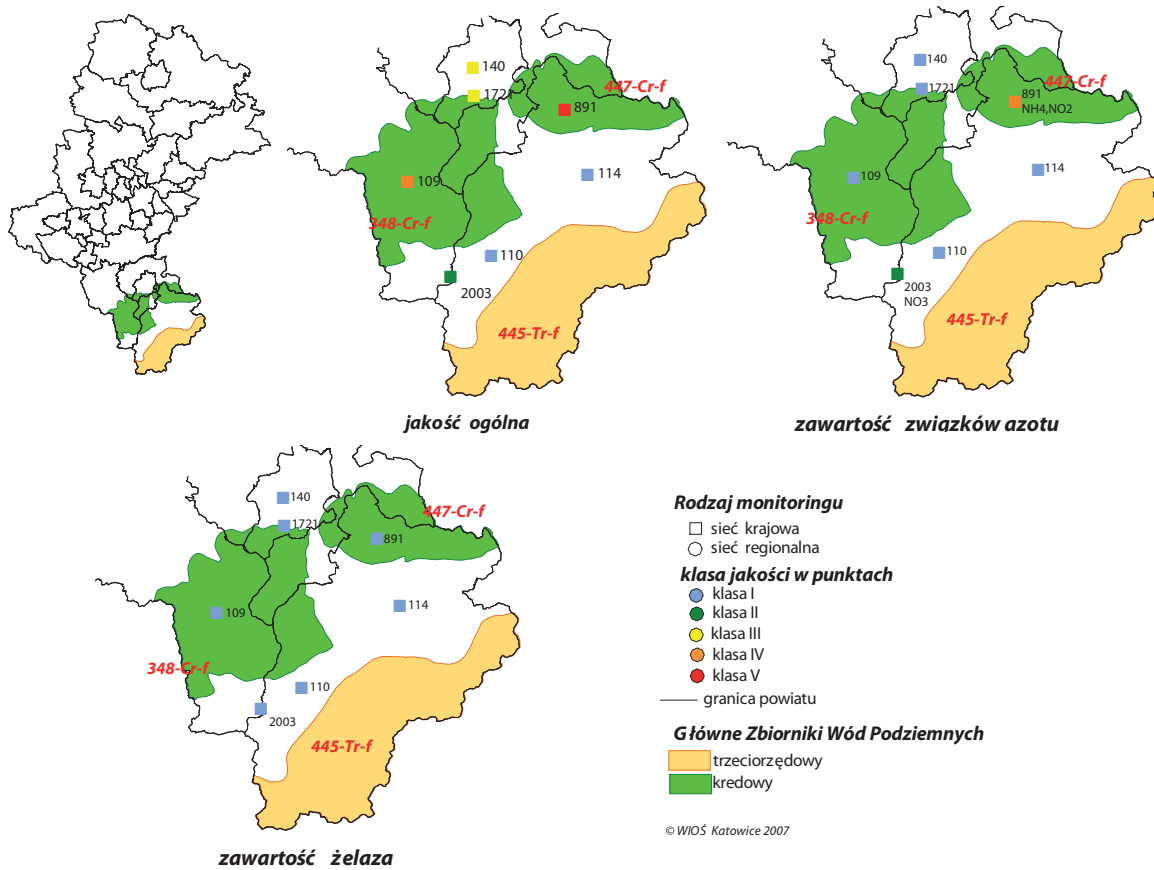 140
1721
447-Cr-f
891
114
109
348-Cr-f
110
2003
445-Tr-f
jakość ogólna
140
1721
447-Cr-f
891
NH4,NO2
114
109
348-Cr-f
110
2003
NO3
445-Tr-f
zawartość związków azotu
140
1721
447-Cr-f
891
109
114
348-Cr-f
110
2003
445-Tr-f
zawartość żelaza
Rodzaj monitoringu
sieć krajowa
sieć regionalna
klasa jakości w punktach
klasa I
klasa II
klasa III
klasa IV
klasa V
granica powiatu
Główne Zbiorniki Wód Podziemnych
trzeciorzędowy
kredowy
© WIOŚ Katowice 2007